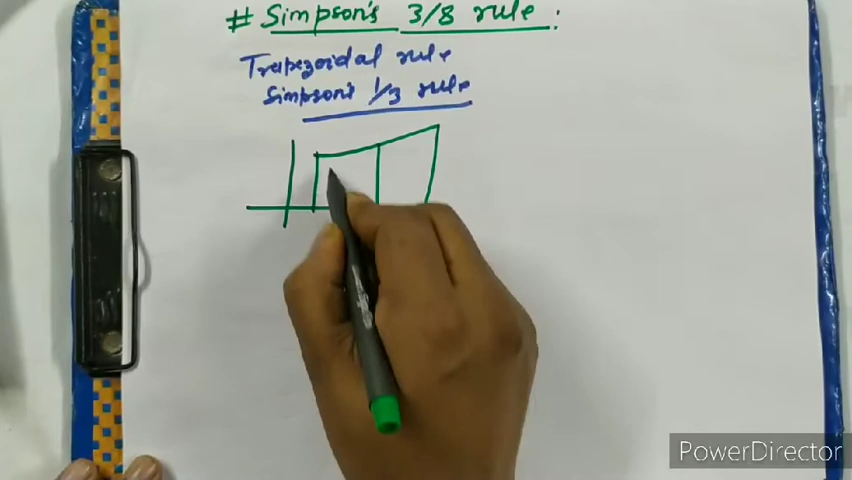 # Simpson's 3/8 rule :
Trapezoidal rule
Simpson's 1/3 rule
PowerDirector